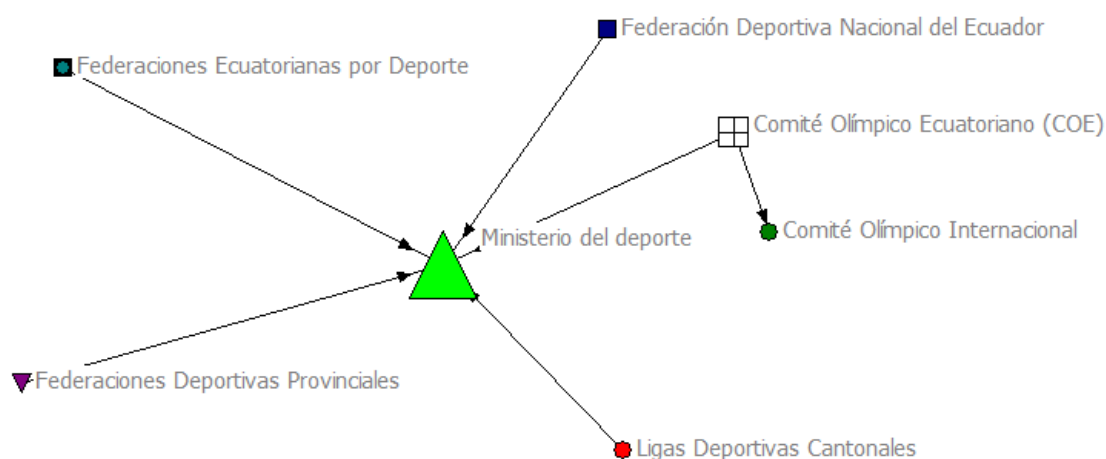 Federación Deportiva Nacional del Ecuador
Federaciones Ecuatorianas por Deporte
Comité Olímpico Ecuatoriano (COE)
Comité Olímpico Internacional
Ministerio del deporte
Federaciones Deportivas Provinciales
Ligas Deportivas Cantonales